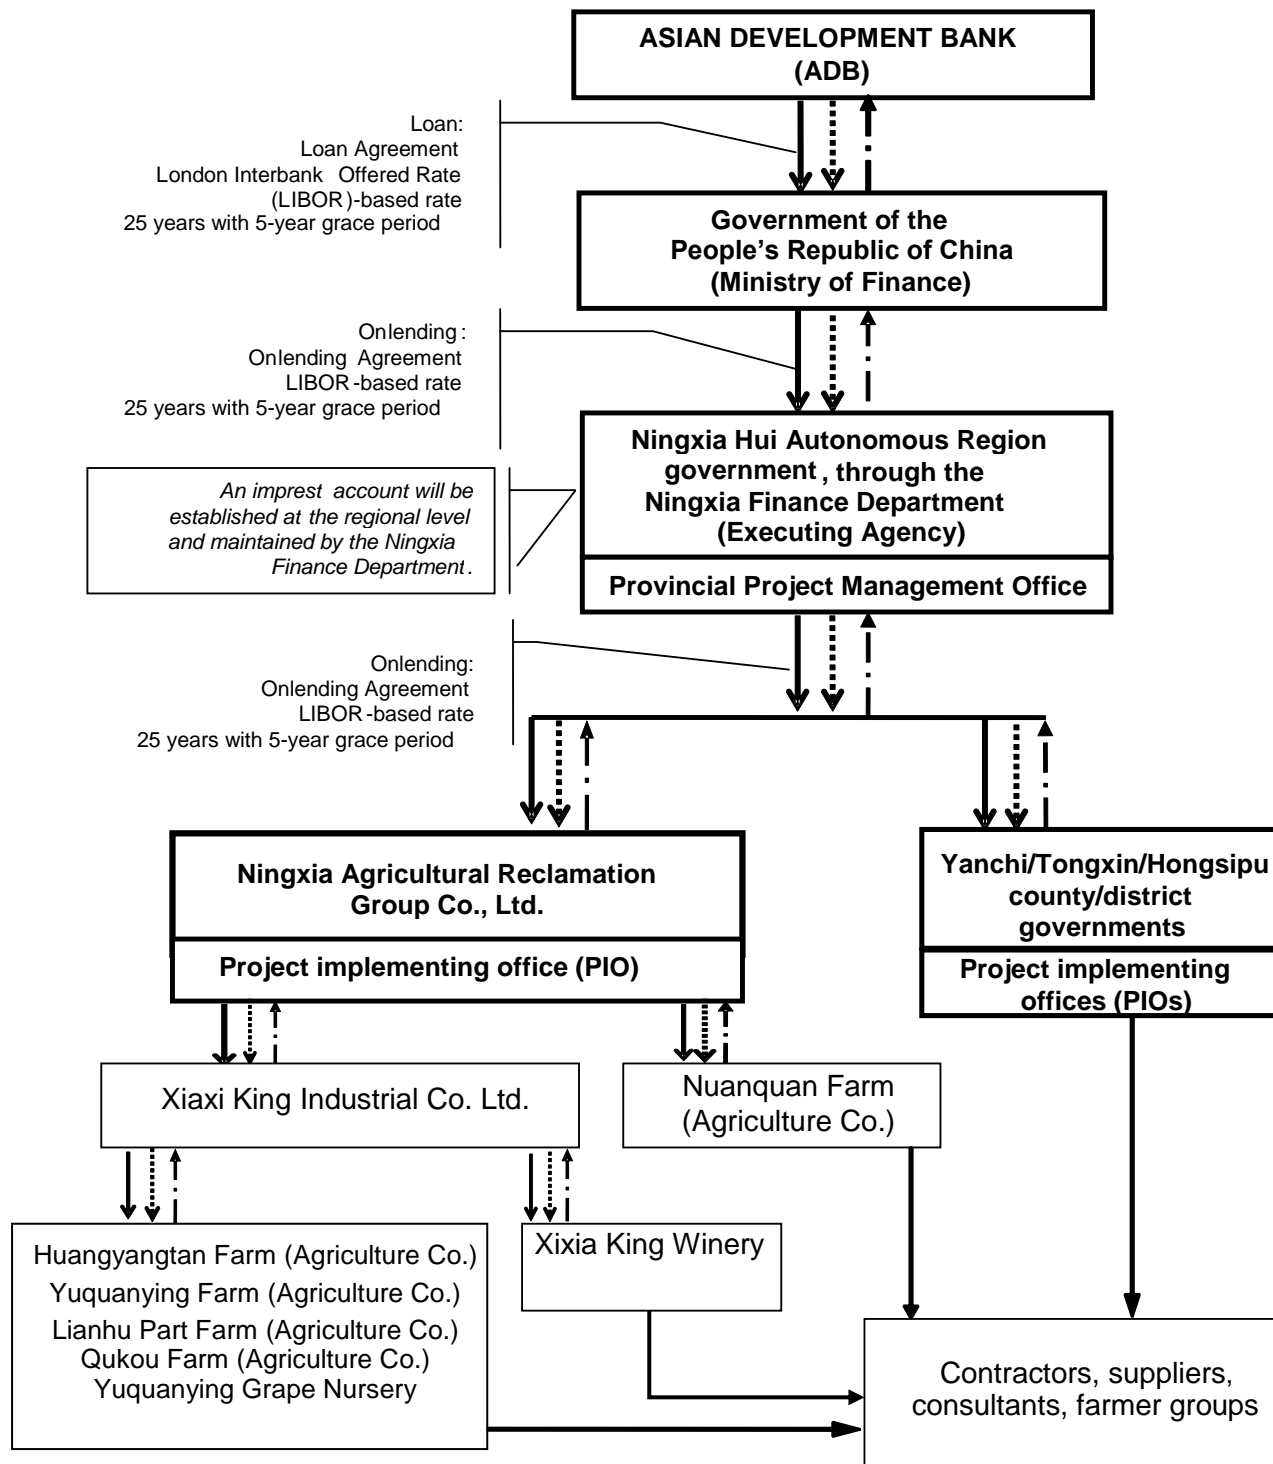 ASIAN DEVELOPMENT BANK
(ADB)
Loan:
Loan Agreement
London Interbank Offered Rate
(LIBOR)-based rate
25 years with 5-year grace period
Government of the
People’s Republic of China
(Ministry of Finance)
Onlending:
Onlending Agreement
LIBOR-based rate
25 years with 5-year grace period
Ningxia Hui Autonomous Region
government, through the
Ningxia Finance Department
(Executing Agency)
An imprest account will be
established at the regional level
and maintained by the Ningxia
Finance Department.
Provincial Project Management Office
Onlending:
Onlending Agreement
LIBOR-based rate
25 years with 5-year grace period
Ningxia Agricultural Reclamation
Group Co., Ltd.
Project implementing office (PIO)
Yanchi/Tongxin/Hongsipu
county/district
governments
Project implementing
offices (PIOs)
Xiaxi King Industrial Co. Ltd.
Nuanquan Farm
(Agriculture Co.)
Huangyangtan Farm (Agriculture Co.)
Yuquanying Farm (Agriculture Co.)
Lianhu Part Farm (Agriculture Co.)
Qukou Farm (Agriculture Co.)
Yuquanying Grape Nursery
Xixia King Winery
Contractors, suppliers,
consultants, farmer groups